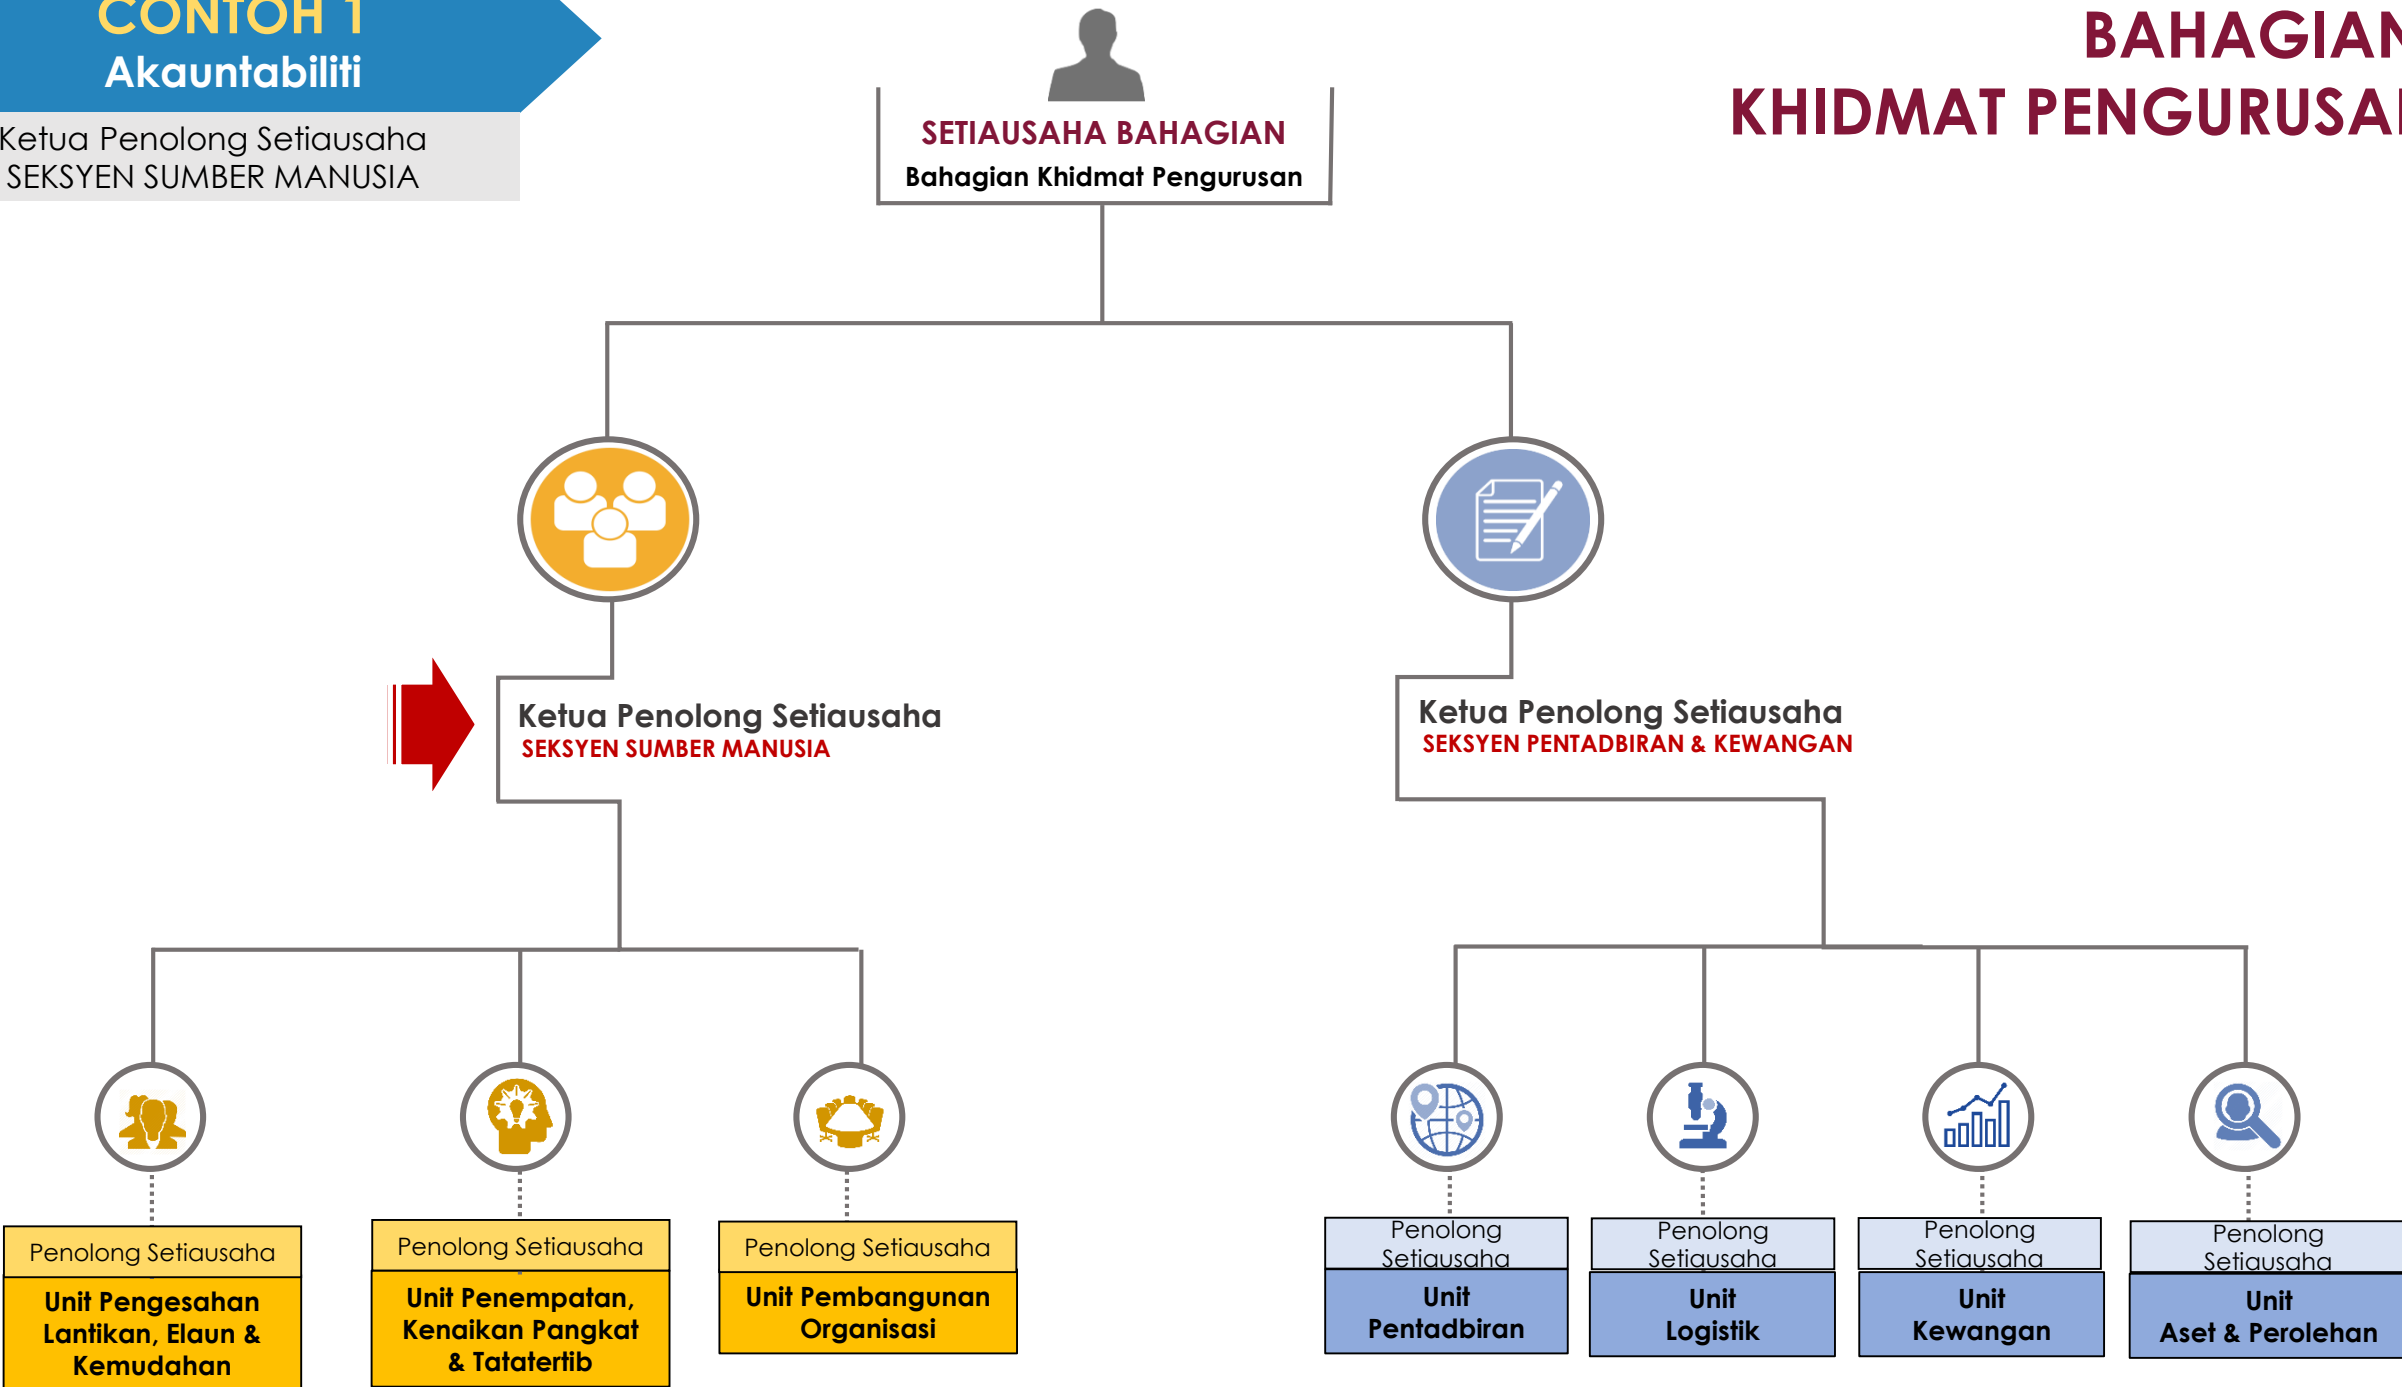 CONTOH 1
Akauntabiliti
Ketua Penolong Setiausaha
SEKSYEN SUMBER MANUSIA
BAHAGIAN
KHIDMAT PENGURUSAN
SETIAUSAHA BAHAGIAN
Bahagian Khidmat Pengurusan
Ketua Penolong Setiausaha
SEKSYEN SUMBER MANUSIA
Ketua Penolong Setiausaha
SEKSYEN PENTADBIRAN & KEWANGAN
Penolong Setiausaha
Unit Pengesahan
Lantikan, Elaun &
Kemudahan
Penolong Setiausaha
Unit Penempatan,
Kenaikan Pangkat
& Tatatertib
Penolong Setiausaha
Unit Pembangunan
Organisasi
Penolong
Setiausaha
Unit
Pentadbiran
Penolong
Setiausaha
Unit
Logistik
Penolong
Setiausaha
Unit
Kewangan
Penolong
Setiausaha
Unit
Aset & Perolehan